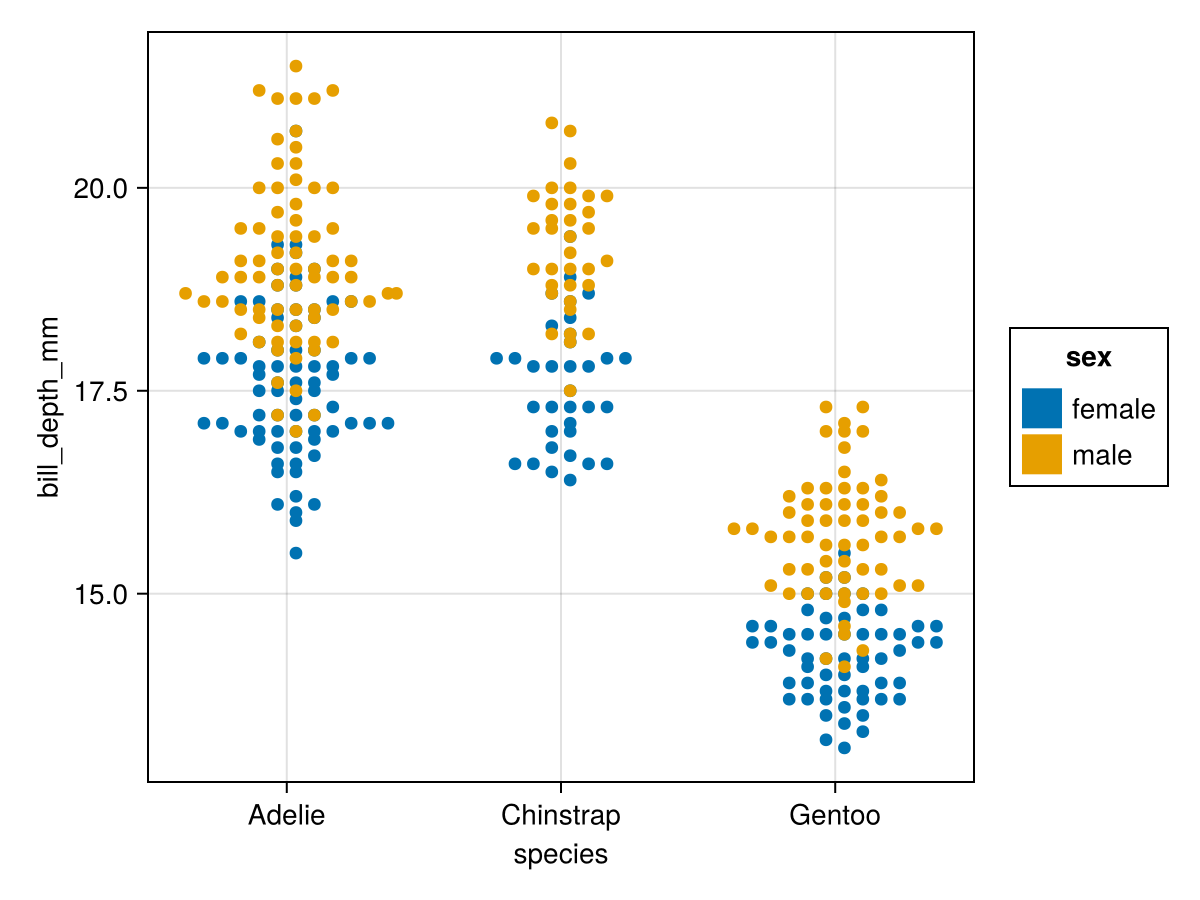 bill_depth_mm
20.0
17.5
15.0
Adelie
Chinstrap
Gentoo
species
sex
female
male